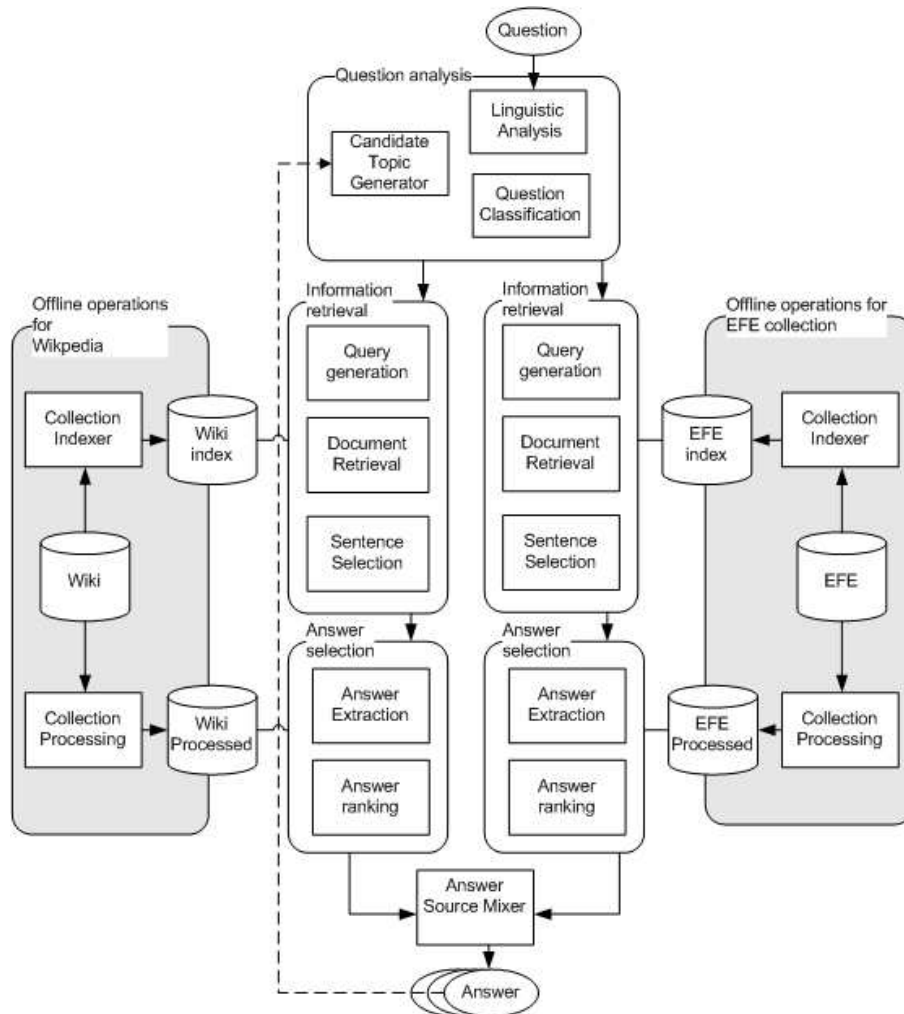 Question
Question analysis
Linguistic
Analysis
Candidate
Topic
Generator
Question
Classification
Offline operations
for
Wikpedia
Information
retrieval
Information
retrieval
Offline operations for
EFE collection
Query
generation
Query
generation
Collection
Indexer
Wiki
index
Document
Retrieval
Document
Retrieval
EFE
index
Collection
Indexer
Sentence
Selection
Sentence
Selection
Wiki
EFE
Answer
selection
Answer
selection
Collection
Processing
Wiki
Processed
Answer
Extraction
Answer
Extraction
EFE
Processed
Collection
Processing
Answer
ranking
Answer
ranking
Answer
Source Mixer
Answer